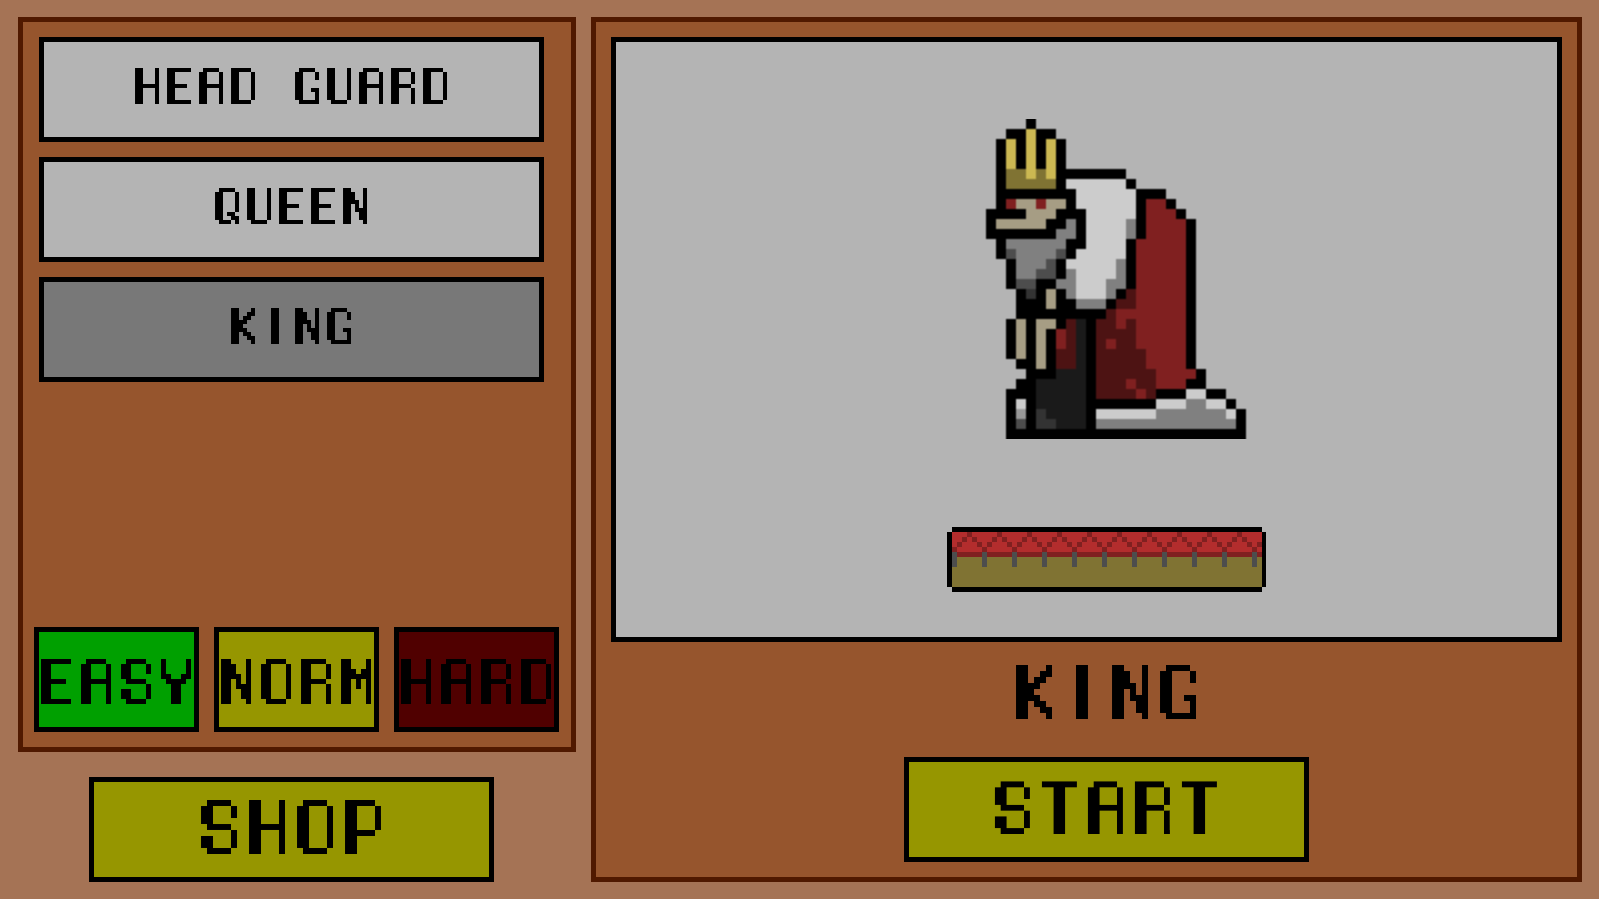 HEAD GUARD
QUEEN
KING
EASY NORM HARD
SHOP
KING
START